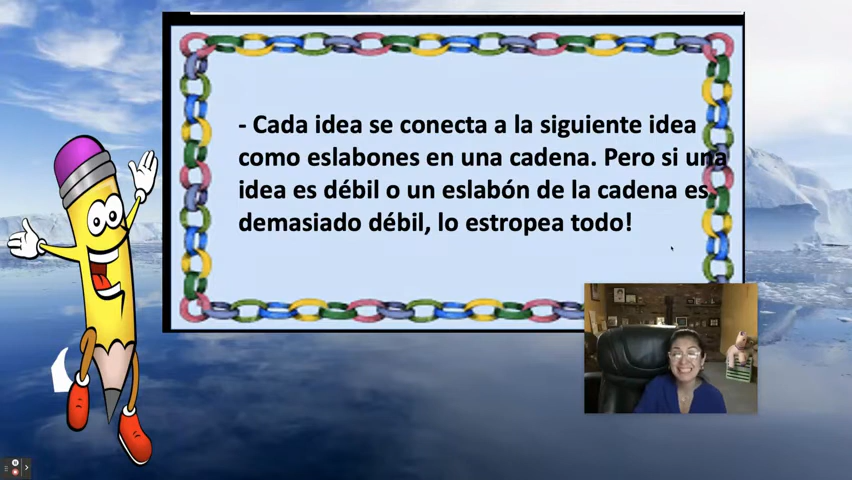 - Cada idea se conecta a la siguiente idea
como eslabones en una cadena. Pero si una
idea es débil o un eslabón de la cadena es
demasiado débil, lo estropea todo!